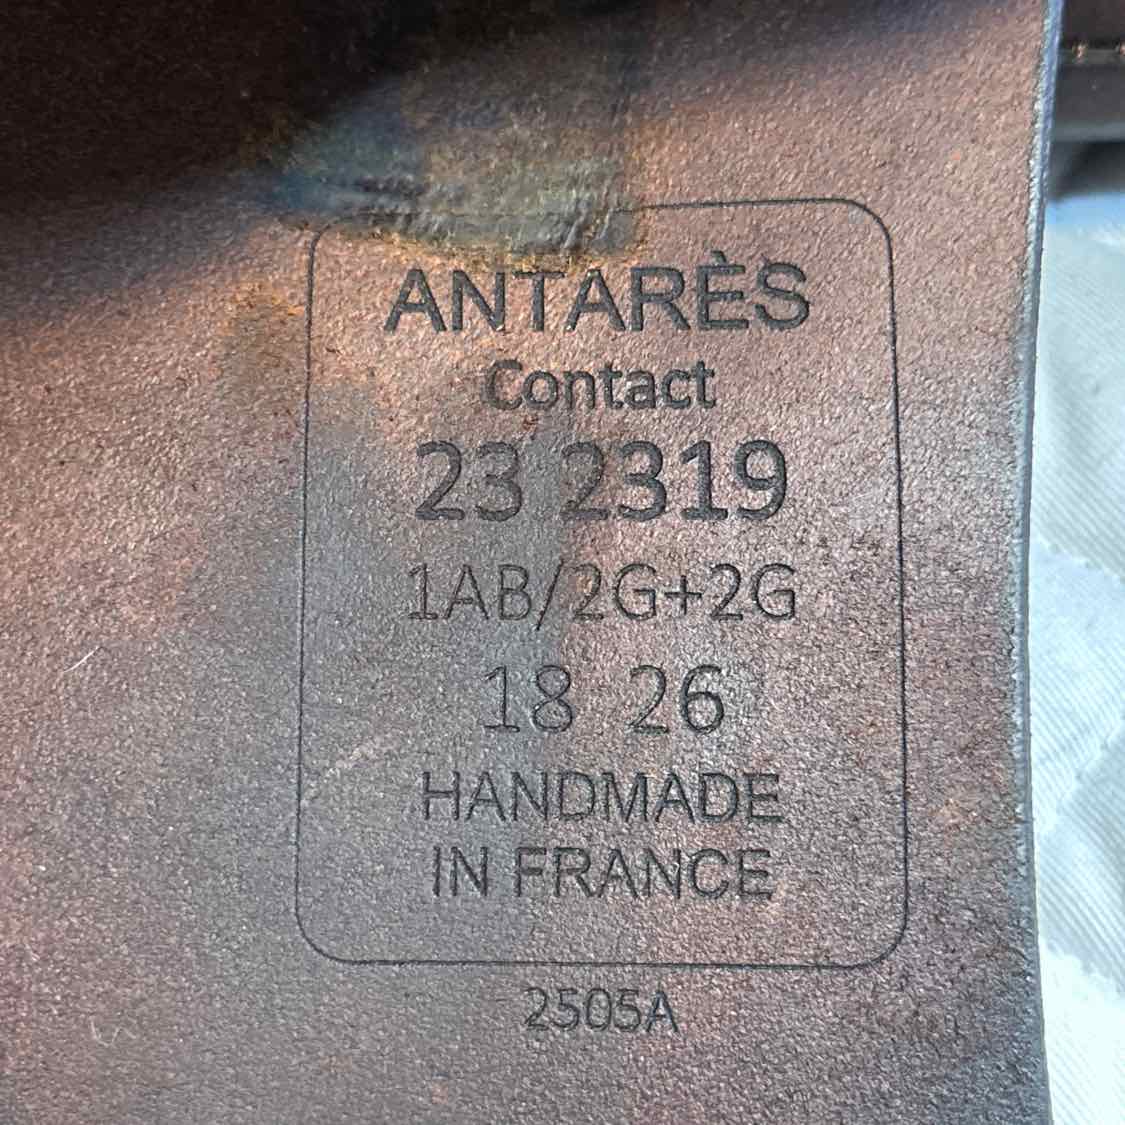 ANTARÈS
Contact
23 2319
1AB/2G+2G
18 26
HANDMADE
IN FRANCE
2505A